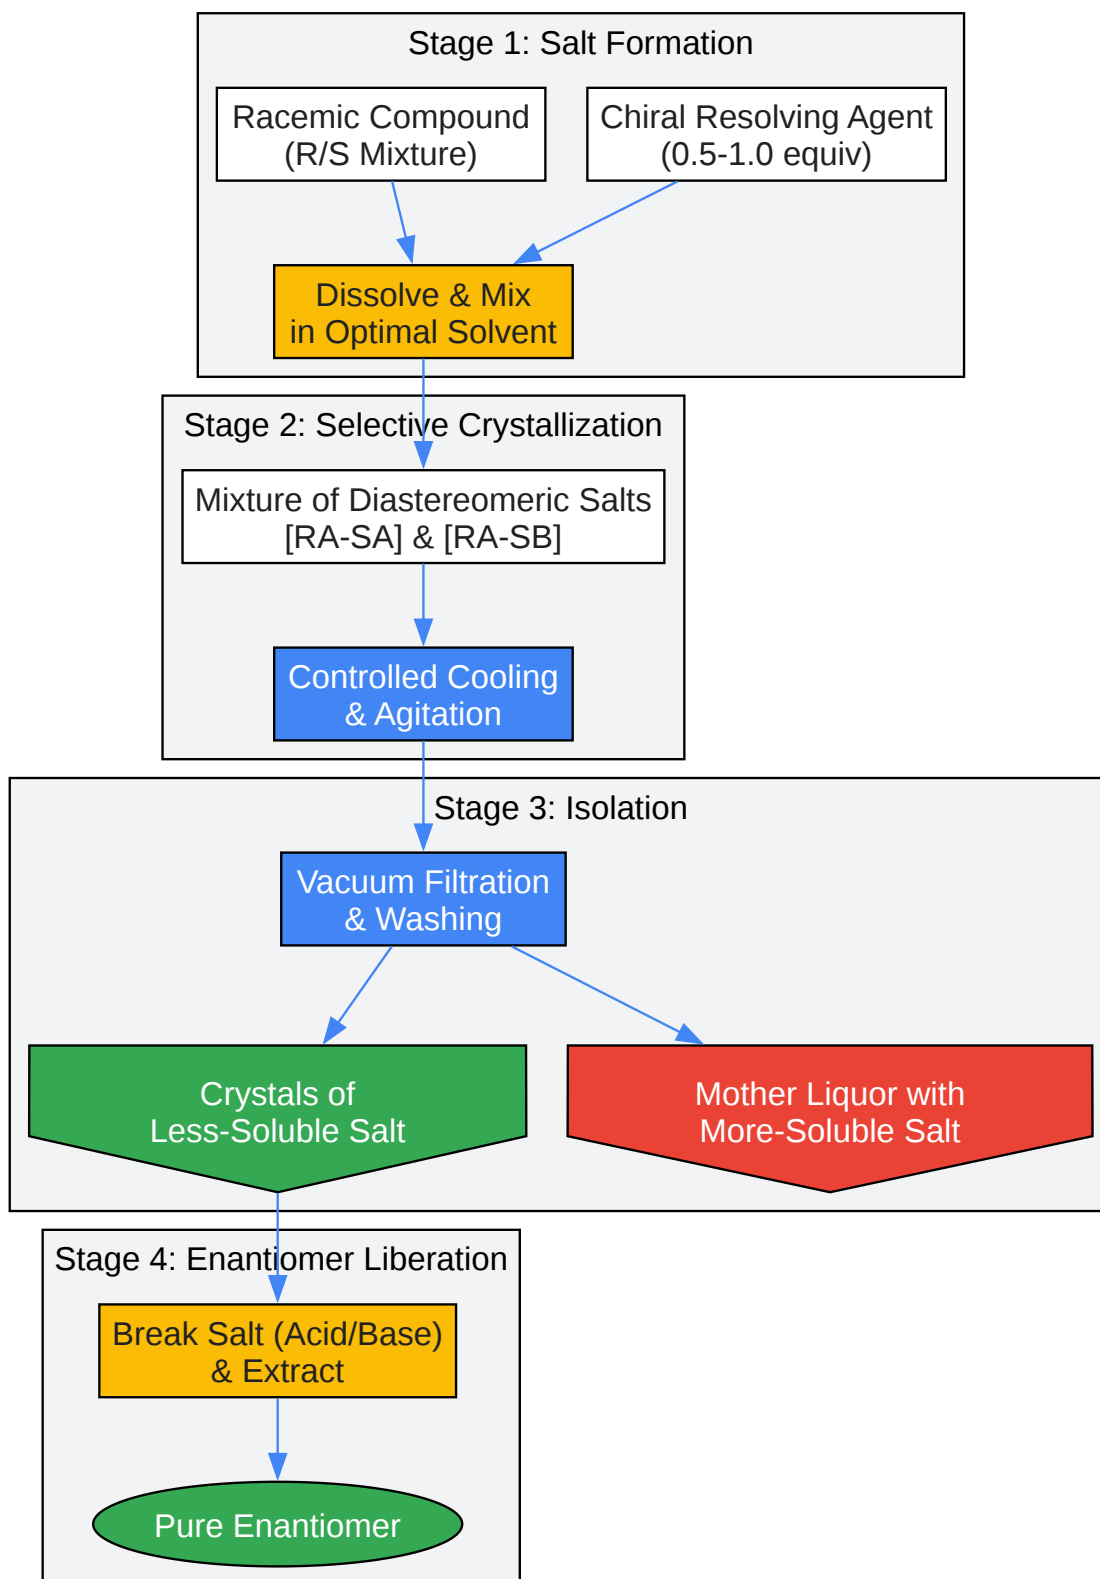 Stage 1: Salt Formation
Racemic Compound
(R/S Mixture)
Chiral Resolving Agent
(0.5-1.0 equiv)
Dissolve & Mix
in Optimal Solvent
Stage 2: Selective Crystallization
Mixture of Diastereomeric Salts
[RA-SA] & [RA-SB]
Controlled Cooling
& Agitation
Stage 3: Isolation
Vacuum Filtration
& Washing
Crystals of
Less-Soluble Salt
Mother Liquor with
More-Soluble Salt
Stage 4: Enantiomer Liberation
Break Salt (Acid/Base)
& Extract
Pure Enantiomer